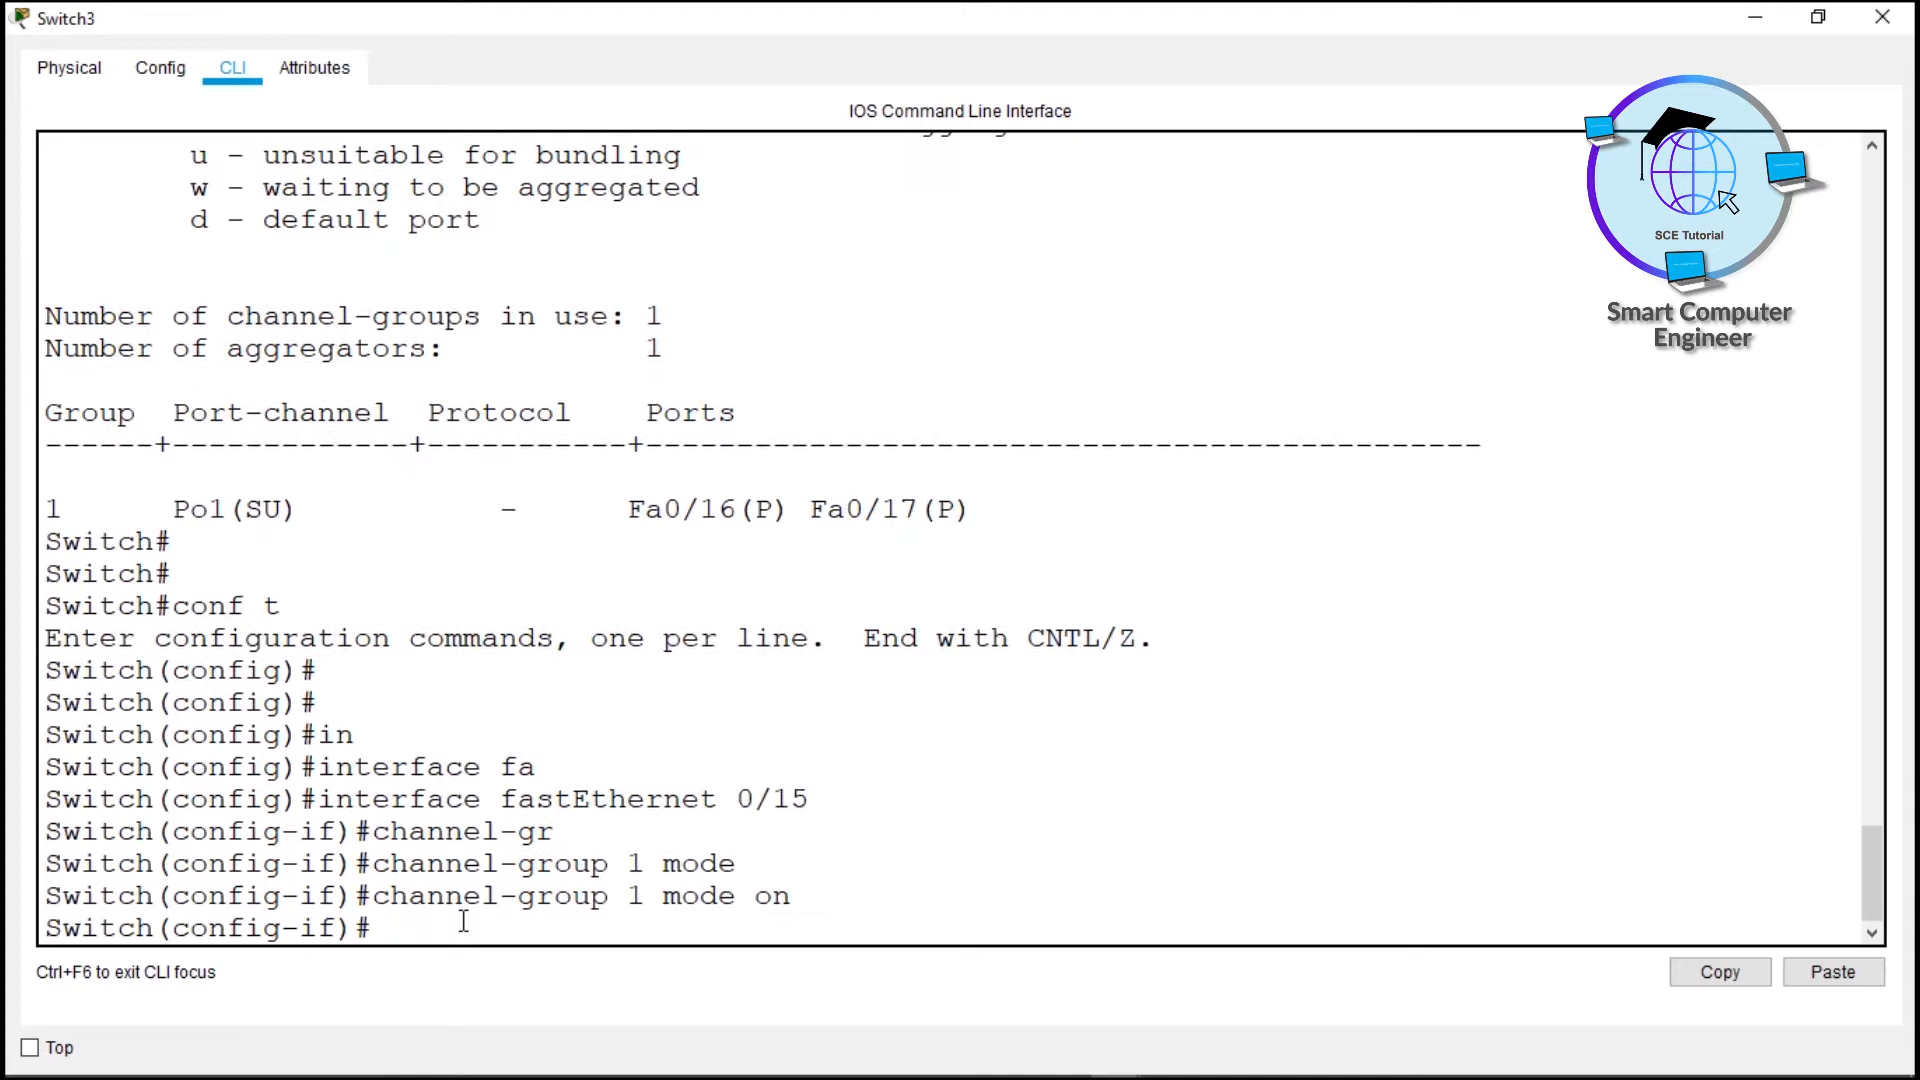 Switch3
Physical Config CLI Attributes
IOS Command Line Interface
u - unsuitable for bundling
w - waiting to be aggregated
d - default port
Number of channel-groups in use: 1
Number of aggregators: 1
Group Port-channel Protocol Ports
------+-------------+-----------+----------------------------------------------
1 Po1(SU) - Fa0/16(P) Fa0/17(P)
Switch#
Switch#
Switch#conf t
Enter configuration commands, one per line. End with CNTL/Z.
Switch(config)#
Switch(config)#
Switch(config)#in
Switch(config)#interface fa
Switch(config)#interface fastEthernet 0/15
Switch(config-if)#channel-gr
Switch(config-if)#channel-group 1 mode
Switch(config-if)#channel-group 1 mode on
Switch(config-if)#
Ctrl+F6 to exit CLI focus
Copy Paste
Top
SCE Tutorial
Smart Computer
Engineer